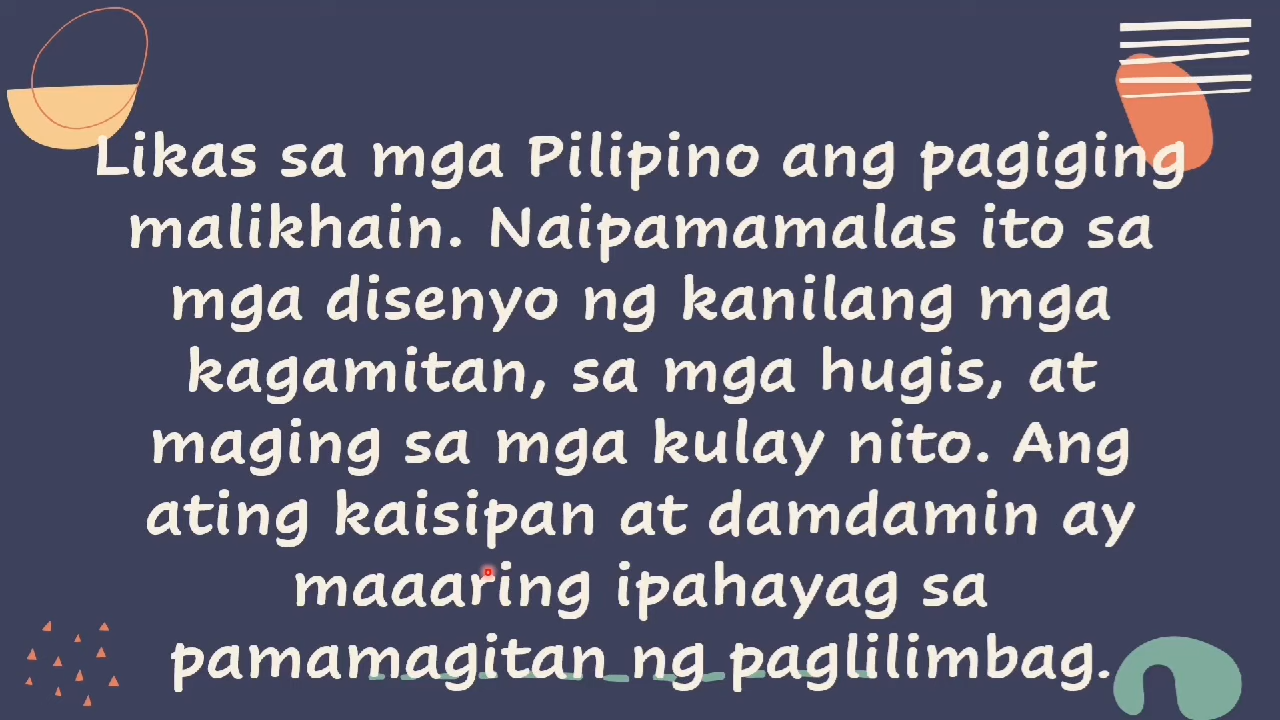 Likas sa mga Pilipino ang pagiging
malikhain. Naipamamalas ito sa
mga disenyo ng kanilang mga
kagamitan, sa mga hugis, at
maging sa mga kulay nito. Ang
ating kaisipan at damdamin ay
maaaring ipahayag sa
pamamagitan ng paglilimbag.